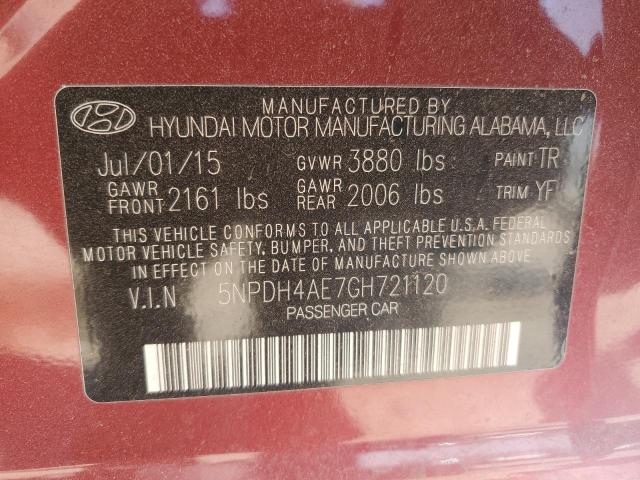 MANUFACTURED BY
HYUNDAI MOTOR MANUFACTURING ALABAMA, LLC
Jul/01/15 GVWR 3880 lbs PAINT TR
GAWR FRONT 2161 lbs GAWR REAR 2006 lbs TRIM YF
THIS VEHICLE CONFORMS TO ALL APPLICABLE U.S.A. FEDERAL
MOTOR VEHICLE SAFETY, BUMPER, AND THEFT PREVENTION STANDARDS
IN EFFECT ON THE DATE OF MANUFACTURE SHOWN ABOVE.
V.I.N 5NPDH4AE7GH721120
PASSENGER CAR